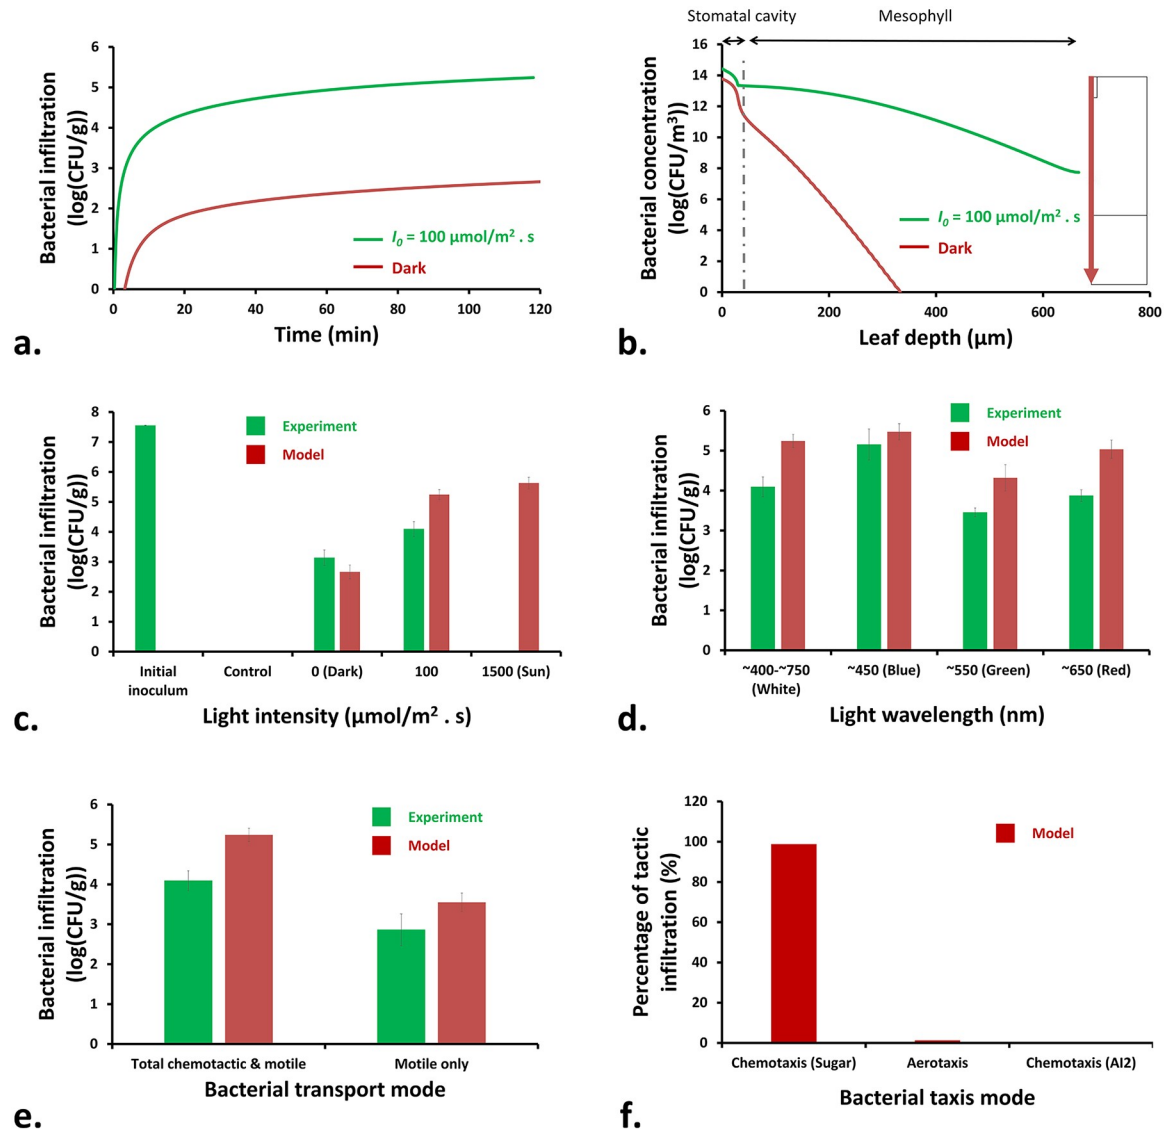 6
5
4
3
2
1
0
0
20
40
60
80
100
120
Bacterial infiltration
(log(CFU/g))
I0 = 100 µmol/m2 . s
Dark
Time (min)
a.
Stomatal cavity
Mesophyll
16
14
12
10
8
6
4
2
0
0
200
400
600
800
Bacterial concentration
(log(CFU/m3))
I0 = 100 µmol/m2 . s
Dark
Leaf depth (µm)
b.
8
7
6
5
4
3
2
1
0
Bacterial infiltration
(log(CFU/g))
Experiment
Model
Initial
inoculum
Control
0 (Dark)
100
1500 (Sun)
Light intensity (µmol/m2 . s)
c.
6
5
4
3
2
1
0
Bacterial infiltration
(log(CFU/g))
Experiment
Model
~400-~750
(White)
~450 (Blue)
~550 (Green)
~650 (Red)
Light wavelength (nm)
d.
6
5
4
3
2
1
0
Bacterial infiltration
(log(CFU/g))
Experiment
Model
Total chemotactic & motile
Motile only
Bacterial transport mode
e.
120
100
80
60
40
20
0
Percentage of tactic
infiltration (%)
Model
Chemotaxis (Sugar)
Aerotaxis
Chemotaxis (AI2)
Bacterial taxis mode
f.